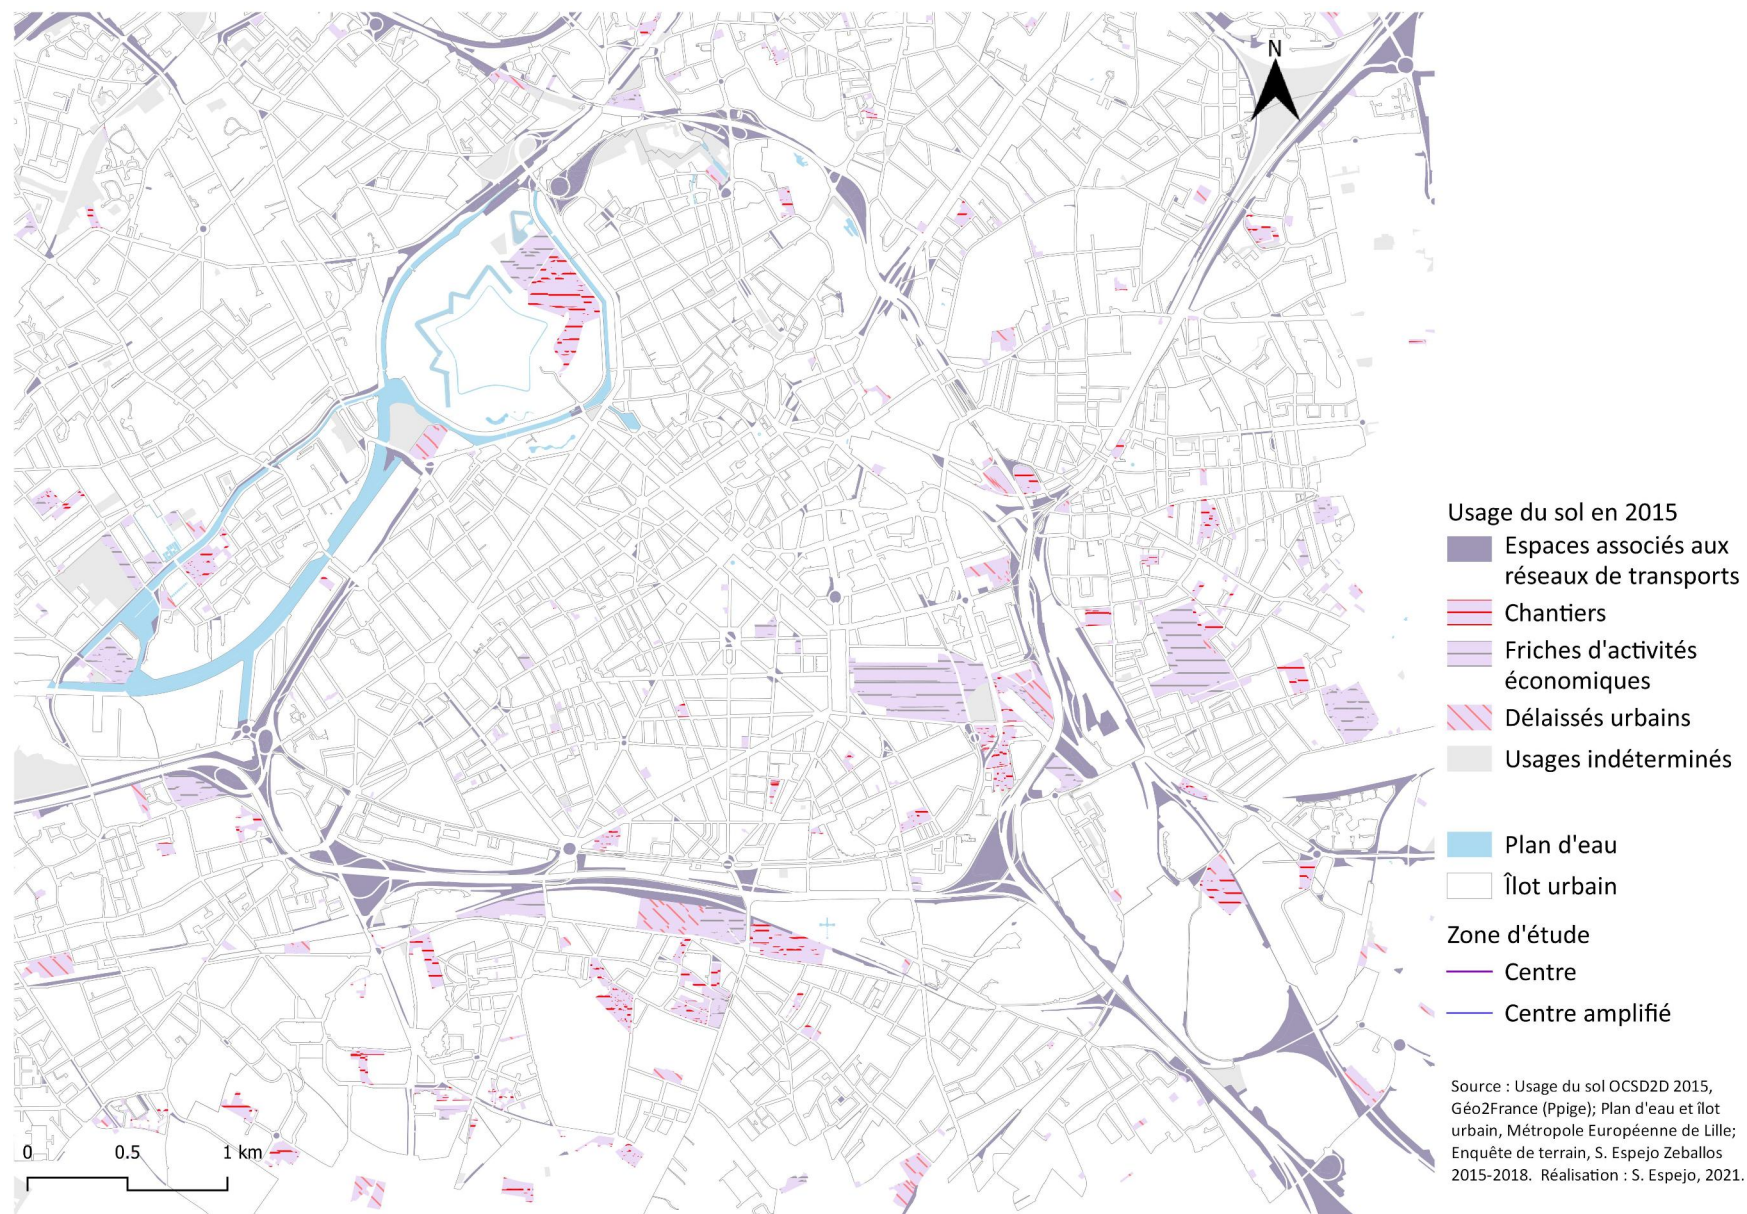 N
Usage du sol en 2015
Espaces associés aux
réseaux de transports
Chantiers
Friches d'activités
économiques
Délaissés urbains
Usages indéterminés
Plan d'eau
Îlot urbain
Zone d'étude
Centre
Centre amplifié
Source : Usage du sol OCSD2D 2015,
Géo2France (Ppige); Plan d'eau et îlot
urbain, Métropole Européenne de Lille;
Enquête de terrain, S. Espejo Zeballos
2015-2018. Réalisation : S. Espejo, 2021.
0 0.5 1 km